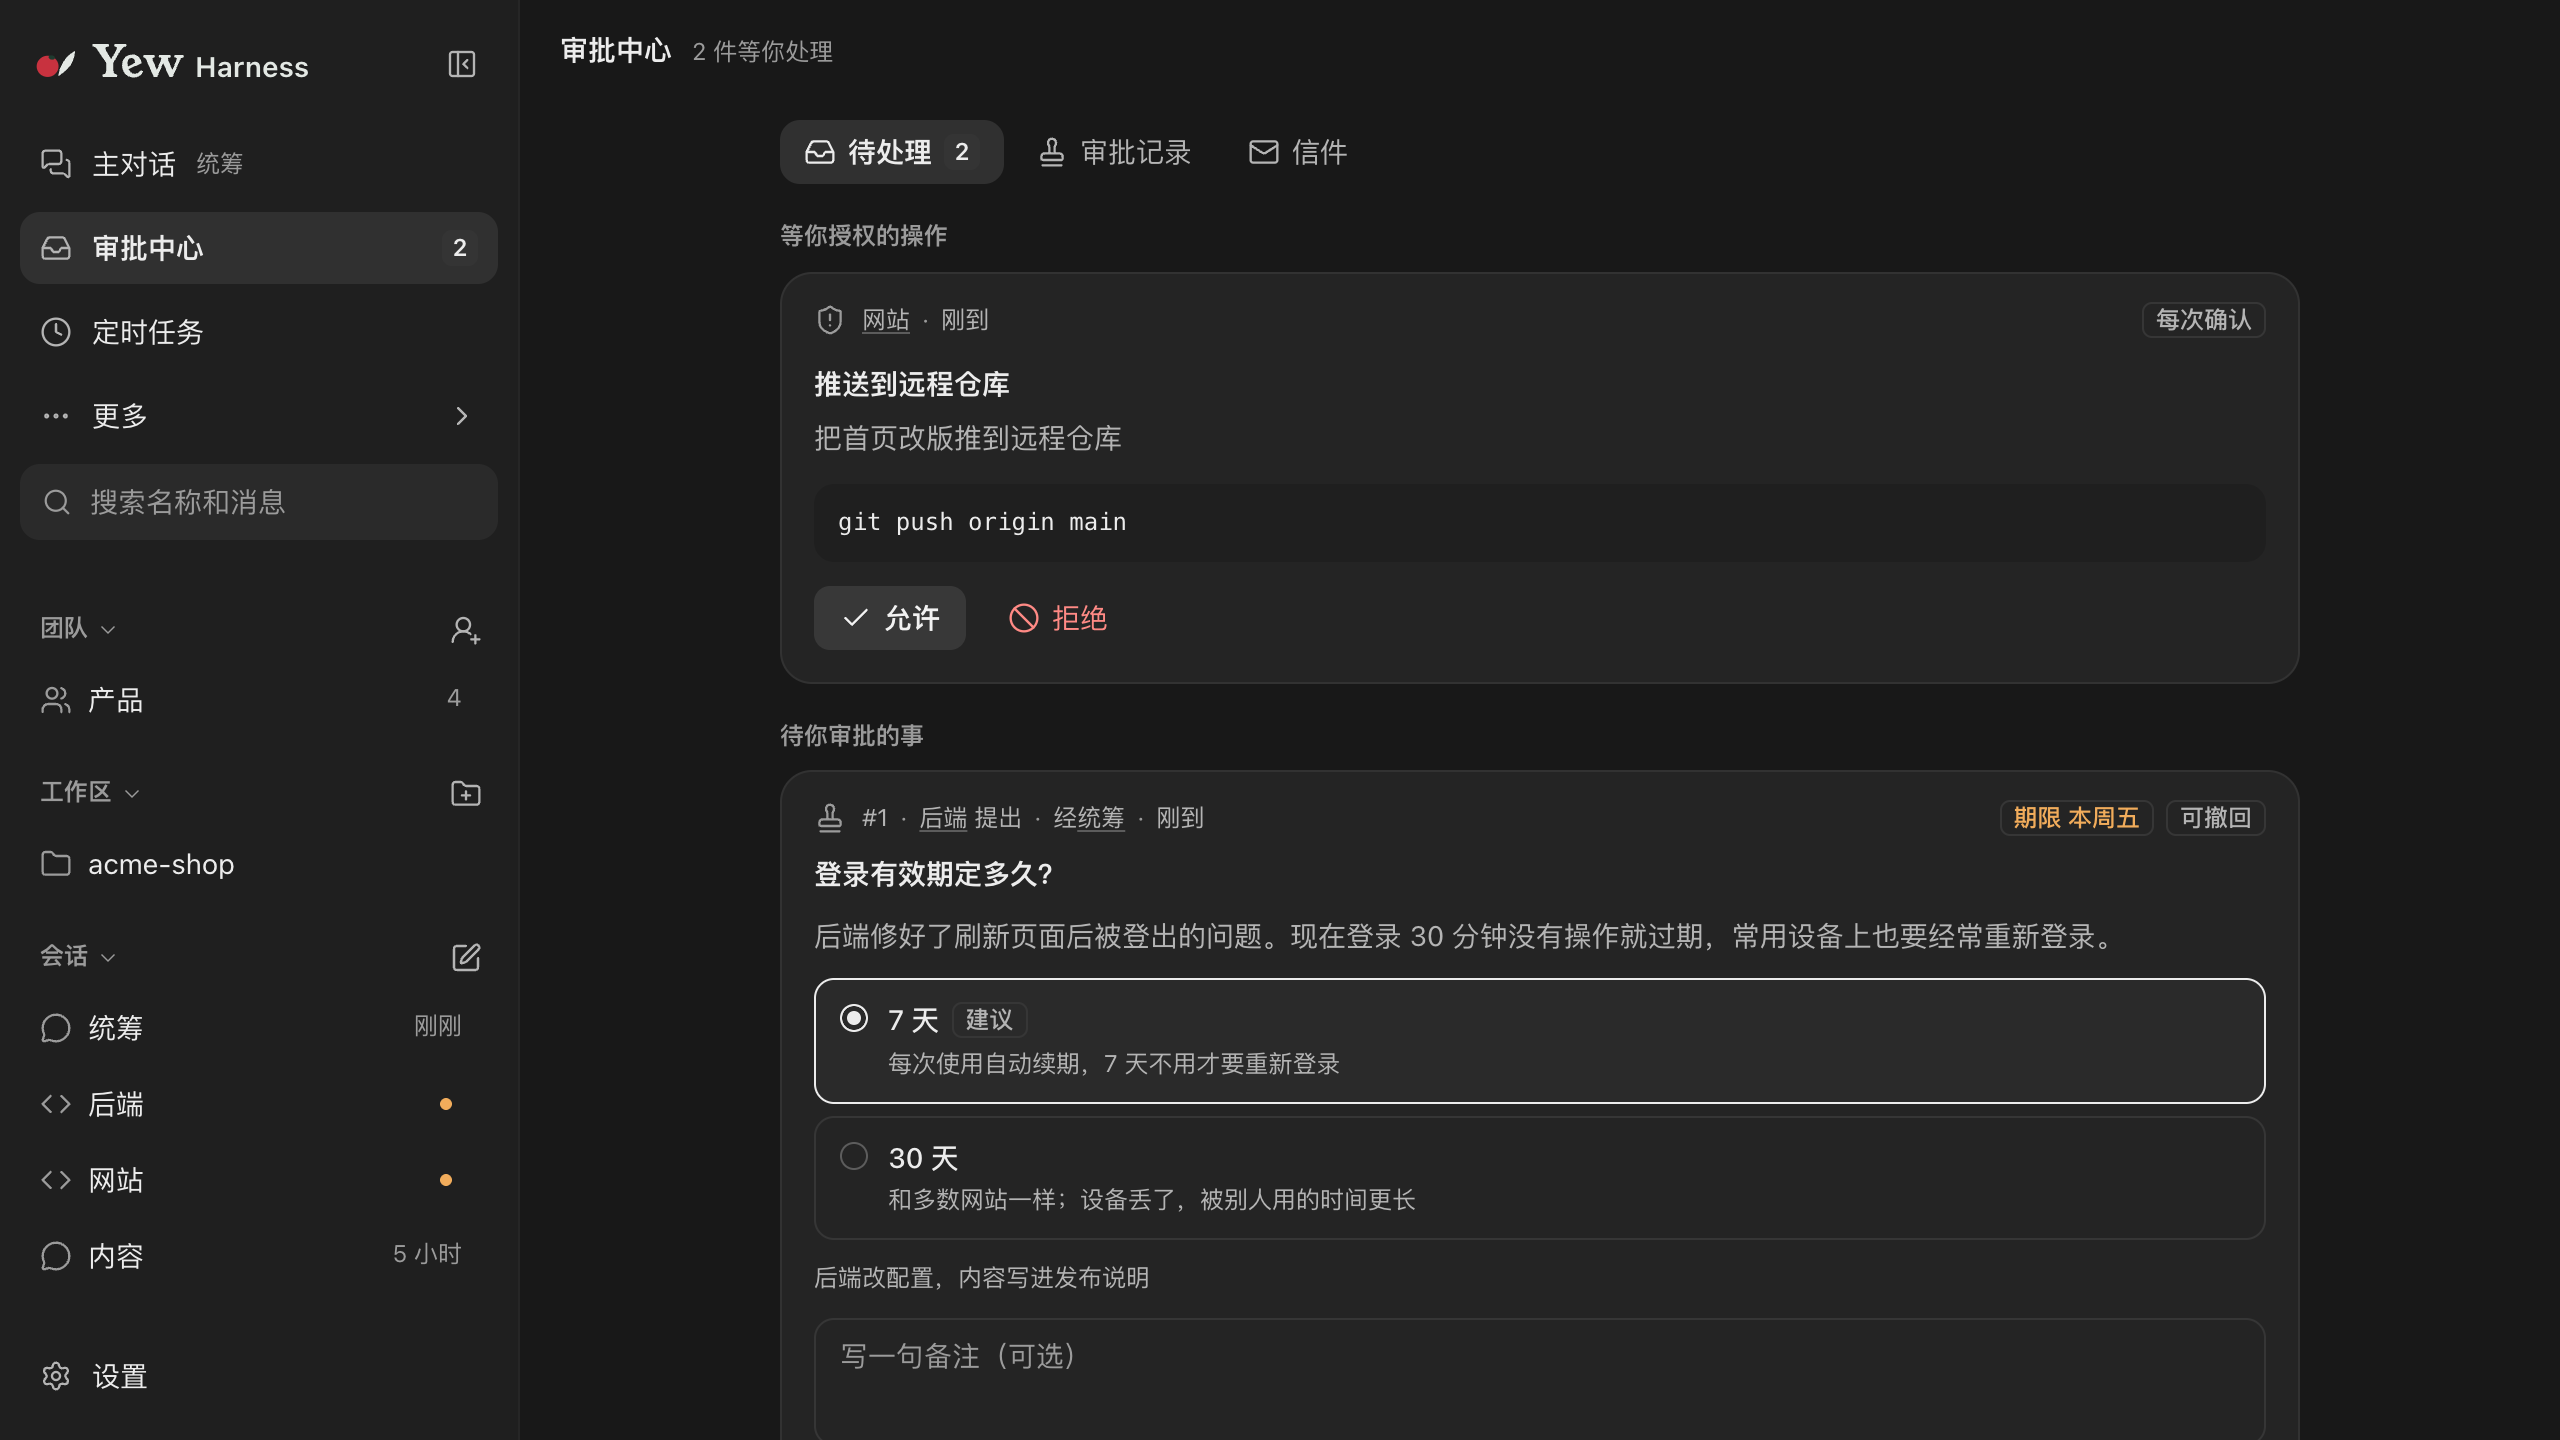 Yew Harness
主对话 统筹
审批中心 2
定时任务
更多
搜索名称和消息
团队
产品 4
工作区
acme-shop
会话
统筹 刚刚
后端
网站
内容 5 小时
设置
审批中心 2 件等你处理
待处理 2 审批记录 信件
等你授权的操作
网站 · 刚到 每次确认
推送到远程仓库
把首页改版推到远程仓库
git push origin main
允许 拒绝
待你审批的事
#1 · 后端 提出 · 经统筹 · 刚到 期限 本周五 可撤回
登录有效期定多久?
后端修好了刷新页面后被登出的问题。现在登录 30 分钟没有操作就过期，常用设备上也要经常重新登录。
7 天 建议
每次使用自动续期，7 天不用才要重新登录
30 天
和多数网站一样；设备丢了，被别人用的时间更长
后端改配置，内容写进发布说明
写一句备注（可选）